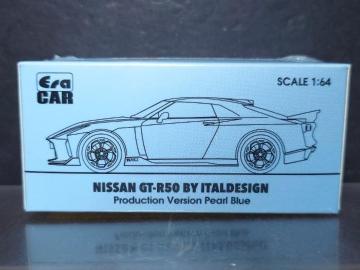 Era
CAR
SCALE 1:64
NISSAN GT-R50 BY ITALDESIGN
Production Version Pearl Blue